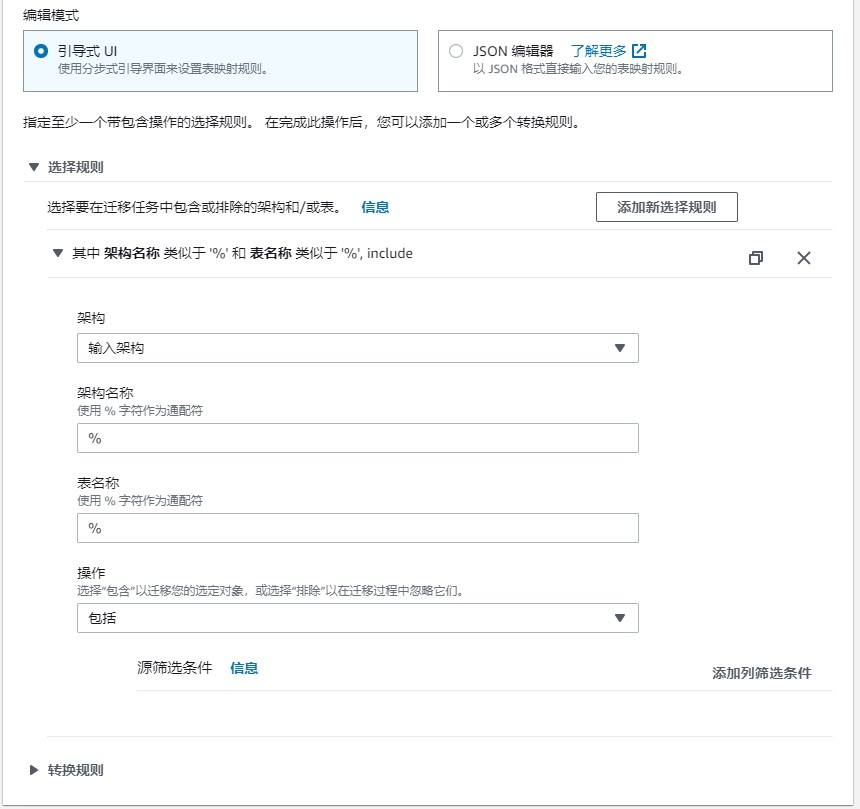 编辑模式
引导式 UI
使用分步式引导界面来设置表映射规则。
JSON 编辑器 了解更多
以 JSON 格式直接输入您的表映射规则。
指定至少一个带包含操作的选择规则。 在完成此操作后，您可以添加一个或多个转换规则。
选择规则
选择要在迁移任务中包含或排除的架构和/或表。 信息
添加新选择规则
其中 架构名称 类似于 '%' 和 表名称 类似于 '%', include
架构
输入架构
架构名称
使用 % 字符作为通配符
%
表名称
使用 % 字符作为通配符
%
操作
选择“包含”以迁移您的选定对象，或选择“排除”以在迁移过程中忽略它们。
包括
源筛选条件 信息
添加列筛选条件
转换规则